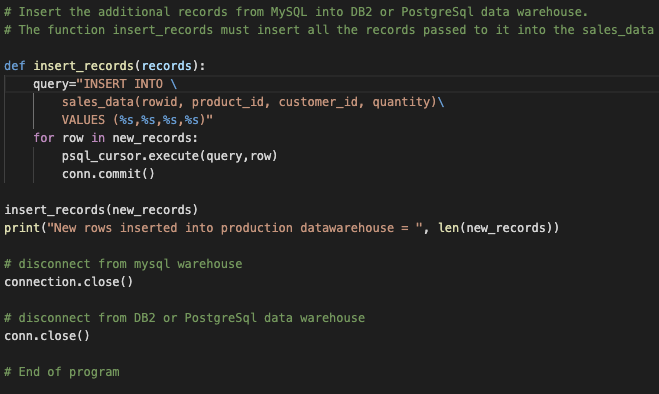 # Insert the additional records from MySQL into DB2 or PostgreSql data warehouse.
# The function insert_records must insert all the records passed to it into the sales_data
def insert_records(records):
    query="INSERT INTO \
        sales_data(rowid, product_id, customer_id, quantity)\
        VALUES (%s,%s,%s,%s)"
    for row in new_records:
        psql_cursor.execute(query,row)
        conn.commit()
insert_records(new_records)
print("New rows inserted into production datawarehouse = ", len(new_records))
# disconnect from mysql warehouse
connection.close()
# disconnect from DB2 or PostgreSql data warehouse
conn.close()
# End of program